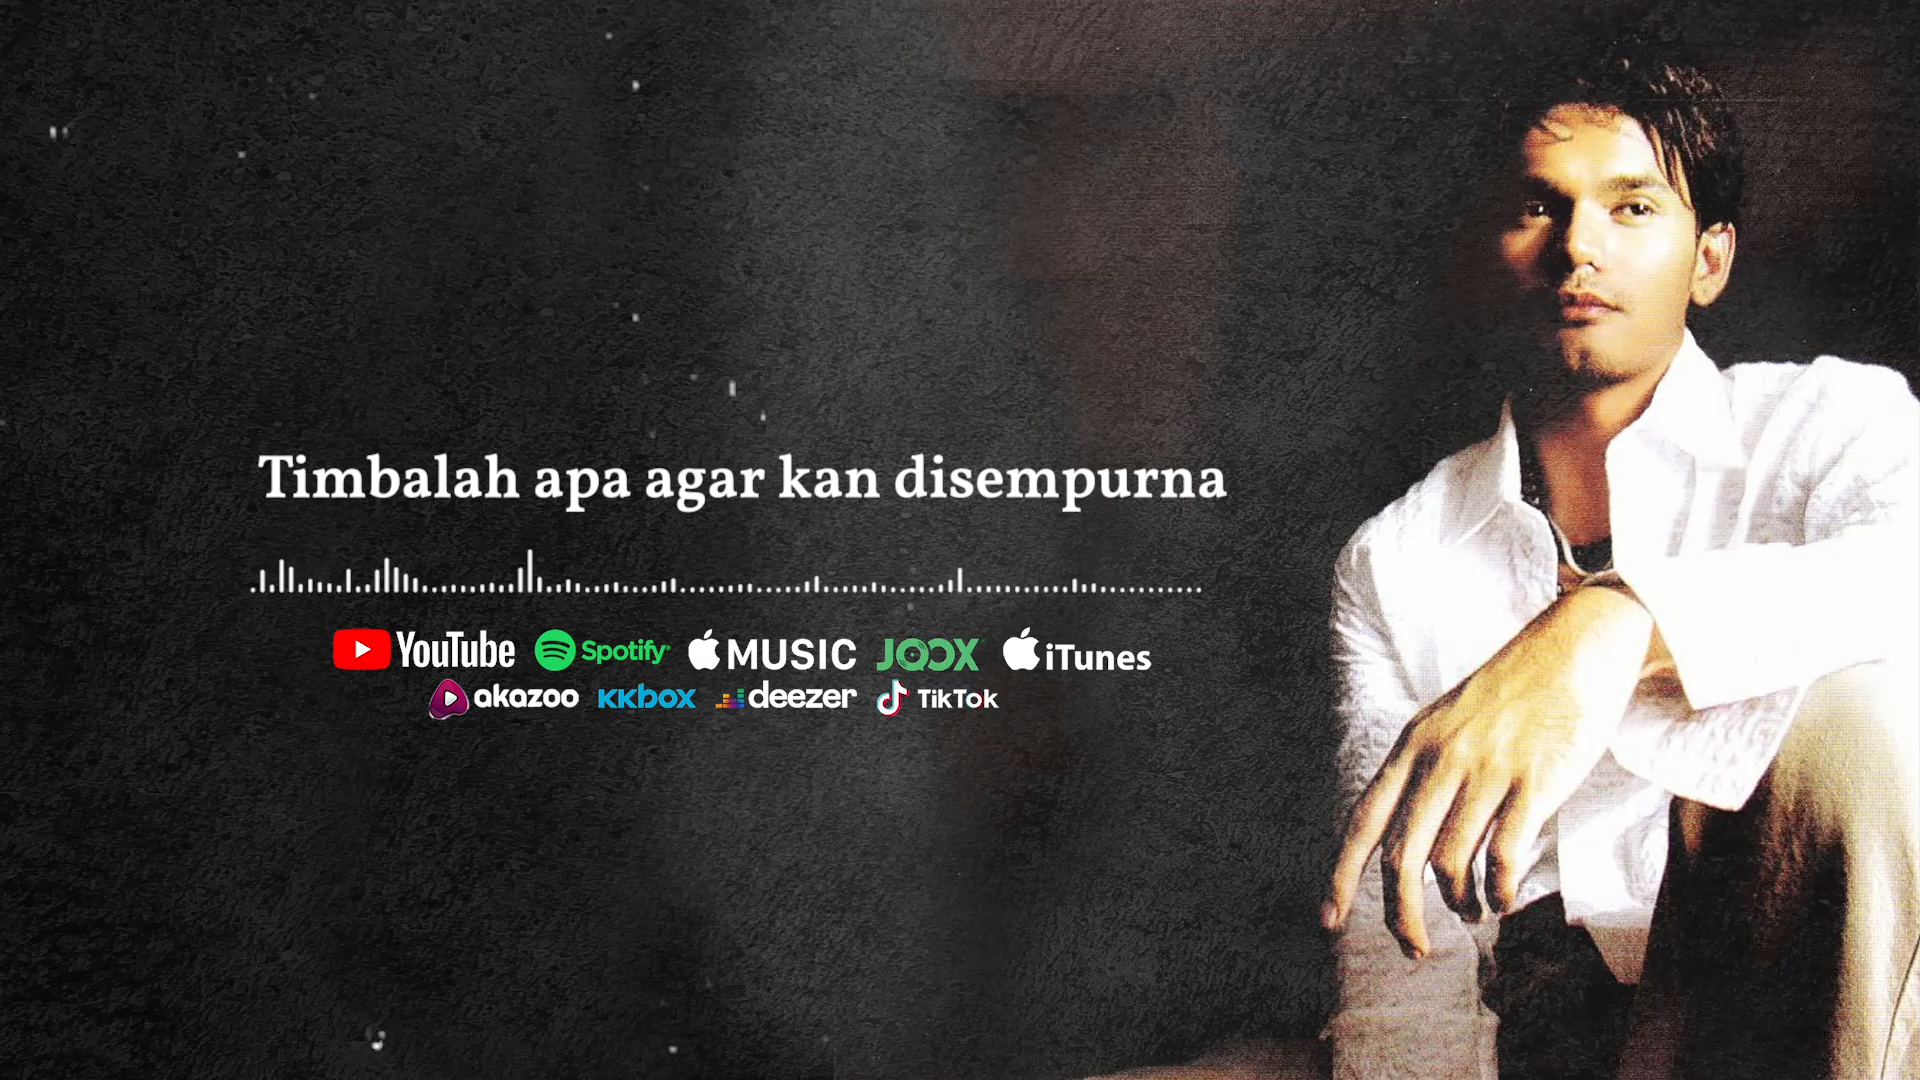 Timbalah apa agar kan disempurna
YouTube Spotify MUSIC JOOX iTunes
akazoo KKBOX deezer TikTok